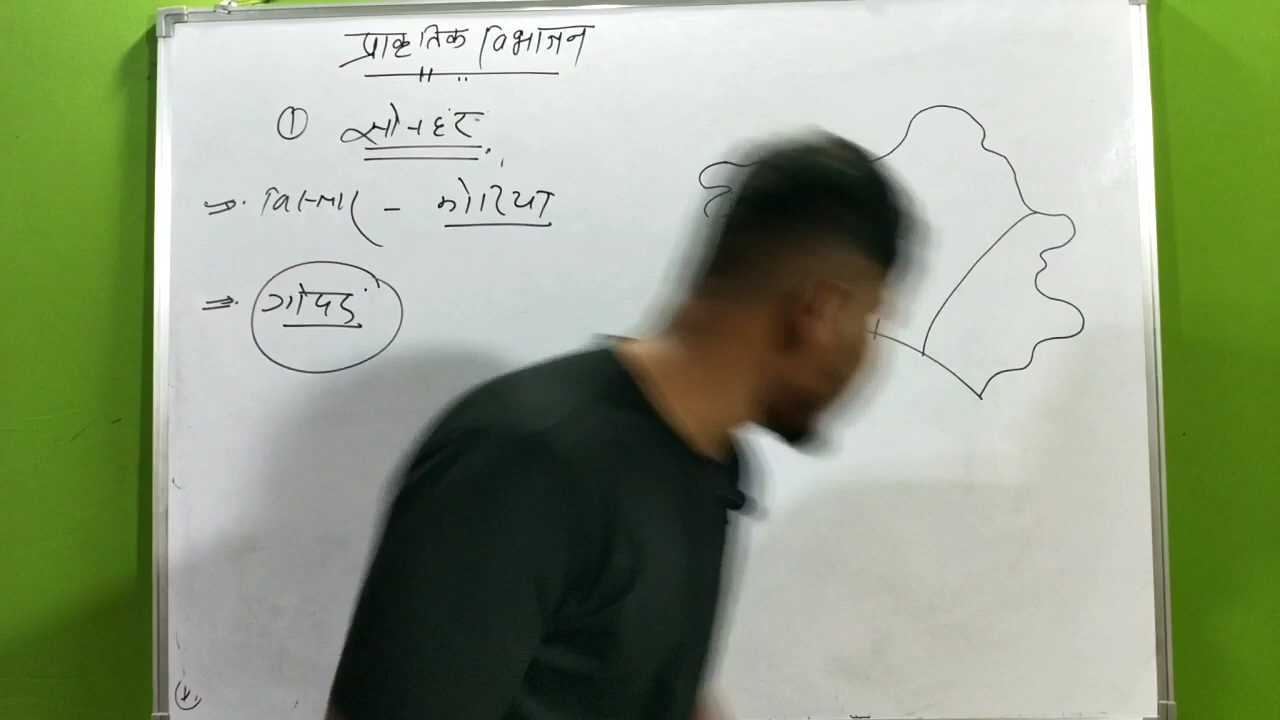 प्राकृतिक विभाजन
① सोनहट
⇒ विस्तार - कोरिया
⇒ गोपद